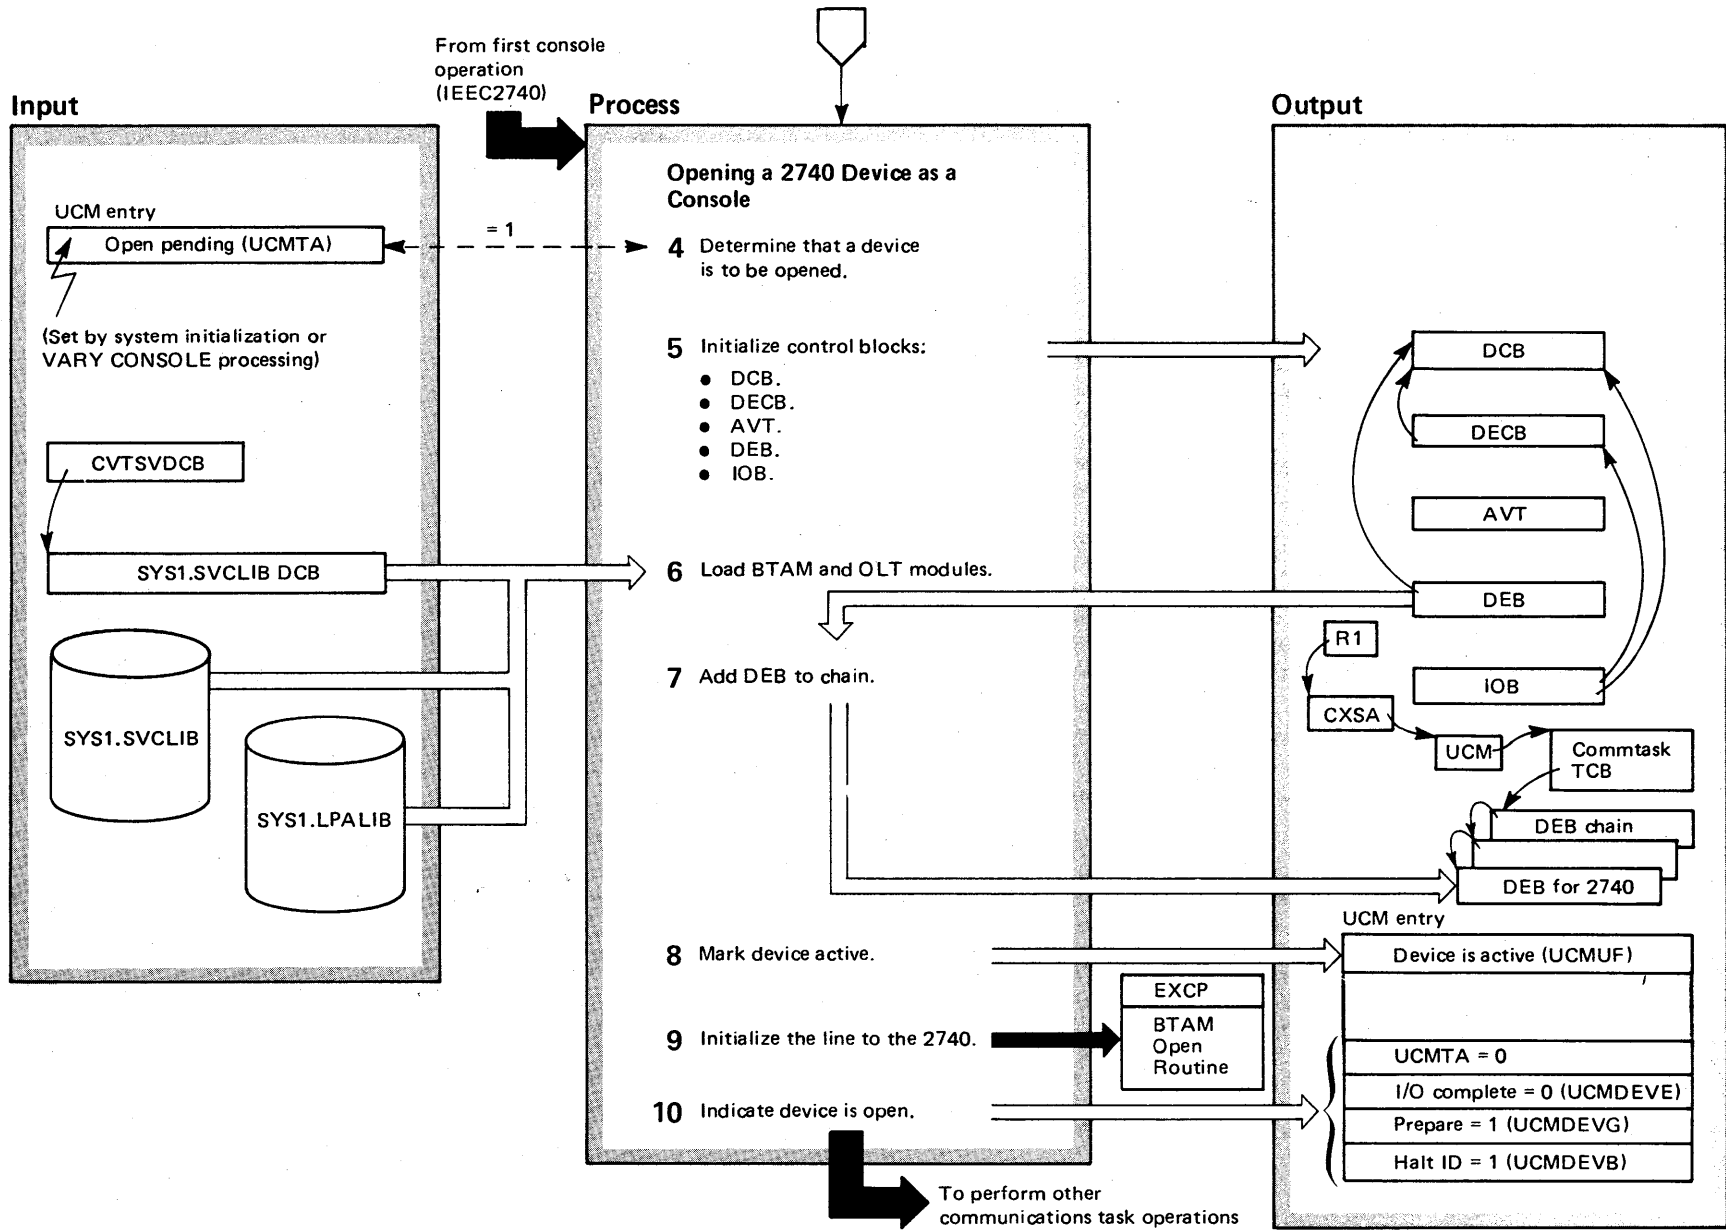 From first console
operation
(IEEC2740)
Input
Process
Output
UCM entry
Open pending (UCMTA)
(Set by system initialization or
VARY CONSOLE processing)
CVTSVDCB
SYS1.SVCLIB DCB
SYS1.SVCLIB
SYS1.LPALIB
= 1
Opening a 2740 Device as a
Console
4 Determine that a device
is to be opened.
5 Initialize control blocks:
● DCB.
● DECB.
● AVT.
● DEB.
● IOB.
6 Load BTAM and OLT modules.
7 Add DEB to chain.
8 Mark device active.
9 Initialize the line to the 2740.
10 Indicate device is open.
EXCP
BTAM
Open
Routine
To perform other
communications task operations
DCB
DECB
AVT
DEB
R1
IOB
CXSA
UCM
Commtask
TCB
DEB chain
DEB for 2740
UCM entry
Device is active (UCMUF)
UCMTA = 0
I/O complete = 0 (UCMDEVE)
Prepare = 1 (UCMDEVG)
Halt ID = 1 (UCMDEVB)